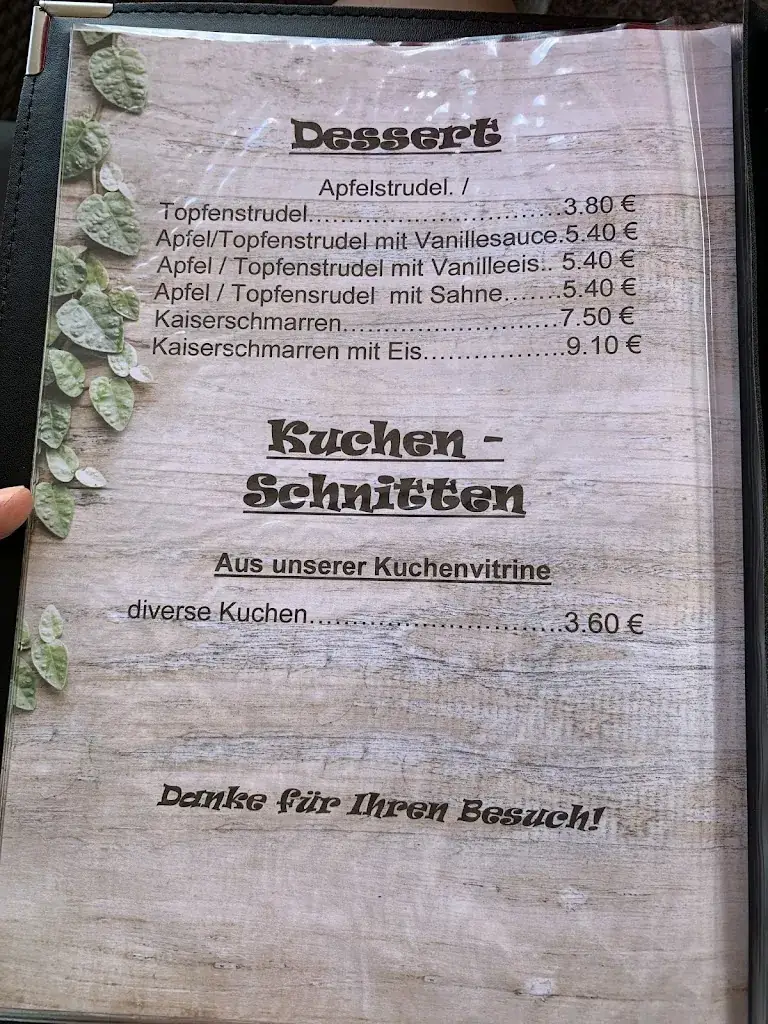 Dessert
Apfelstrudel. /
Topfenstrudel................................3.80 €
Apfel/Topfenstrudel mit Vanillesauce.5.40 €
Apfel / Topfenstrudel mit Vanilleeis:. 5.40 €
Apfel / Topfensrudel mit Sahne.......5.40 €
Kaiserschmarren...........................7.50 €
Kaiserschmarren mit Eis..................9.10 €
Kuchen -
Schnitten
Aus unserer Kuchenvitrine
diverse Kuchen................................3.60 €
Danke für Ihren Besuch!